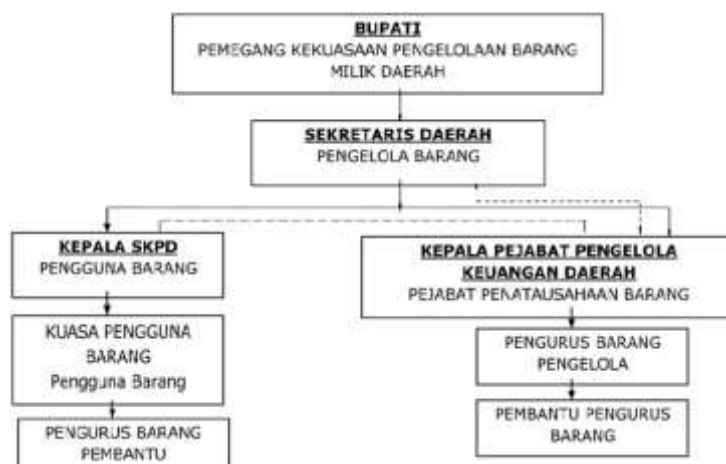 BUPATI
PEMEGANG KEKUASAAN PENGELOLAAN BARANG
MILIK DAERAH
SEKRETARIS DAERAH
PENGELOLA BARANG
KEPALA SKPD
PENGGUNA BARANG
KEPALA PEJABAT PENGELOLA
KEUANGAN DAERAH
PEJABAT PENATAUSAHAAN BARANG
KUASA PENGGUNA
BARANG
Pengguna Barang
PENGURUS BARANG
PENGELOLA
PENGURUS BARANG
PEMBANTU
PEMBANTU PENGURUS
BARANG